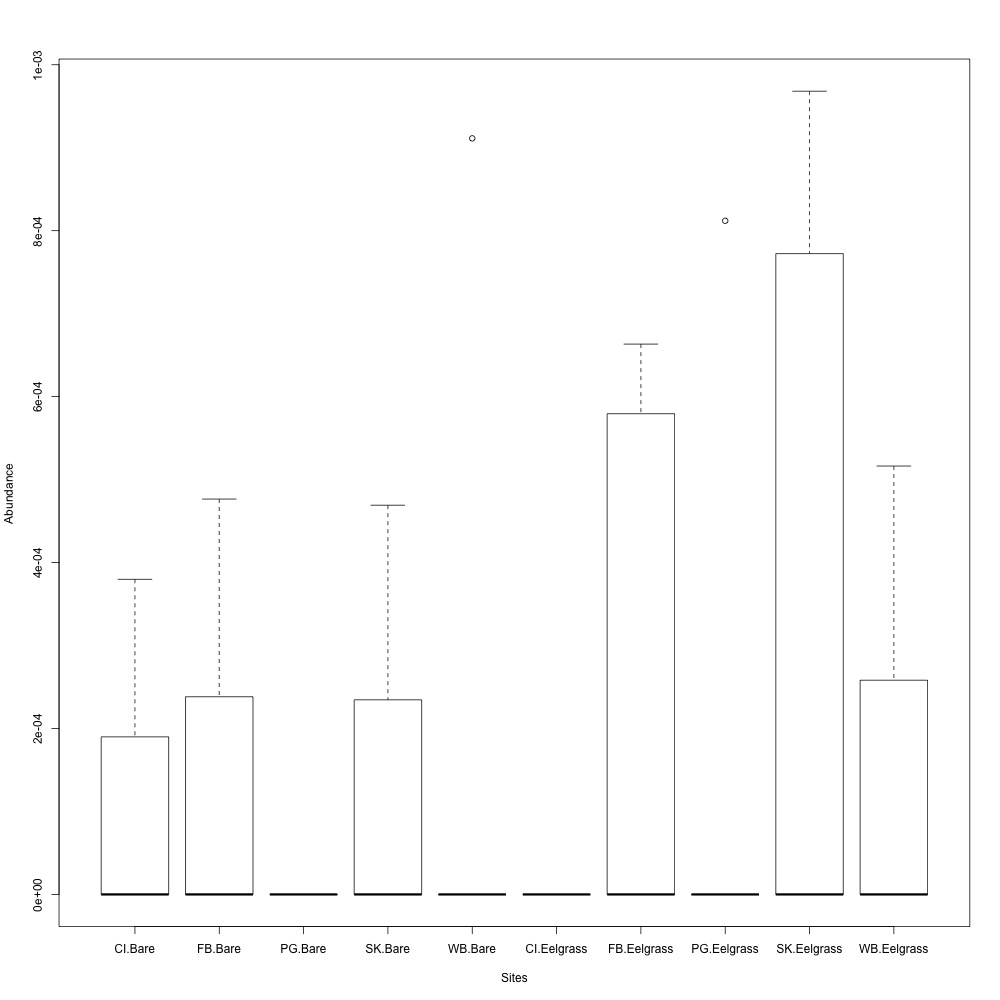 1e-03
8e-04
6e-04
4e-04
2e-04
0e+00
Abundance
CI.Bare FB.Bare PG.Bare SK.Bare WB.Bare CI.Eelgrass FB.Eelgrass PG.Eelgrass SK.Eelgrass WB.Eelgrass
Sites